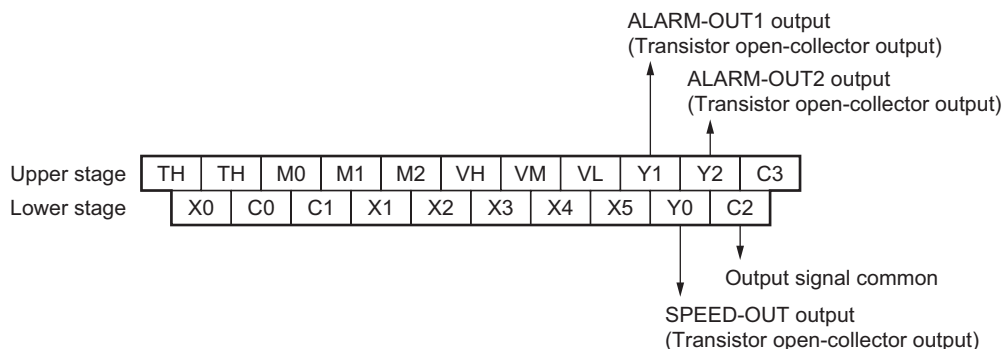 ALARM-OUT1 output
(Transistor open-collector output)
ALARM-OUT2 output
(Transistor open-collector output)
Upper stage TH TH M0 M1 M2 VH VM VL Y1 Y2 C3
Lower stage X0 C0 C1 X1 X2 X3 X4 X5 Y0 C2
Output signal common
SPEED-OUT output
(Transistor open-collector output)